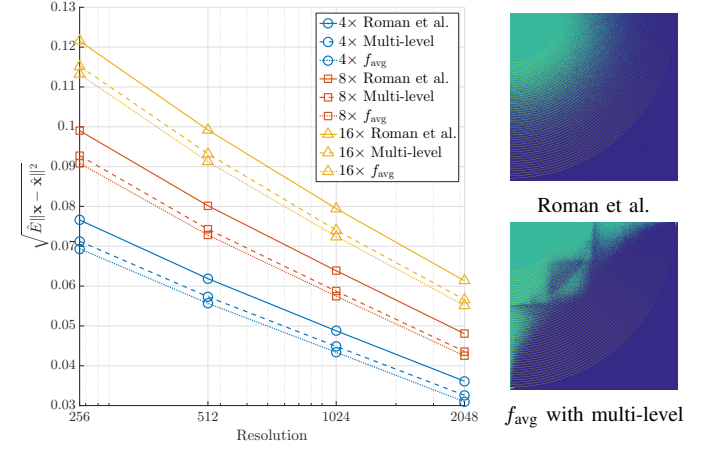 0.13
0.12
0.11
0.1
0.09
0.08
0.07
0.06
0.05
0.04
0.03
√Ê‖x − x̂‖²
256
512
1024
2048
Resolution
4× Roman et al.
4× Multi-level
4× f_avg
8× Roman et al.
8× Multi-level
8× f_avg
16× Roman et al.
16× Multi-level
16× f_avg
Roman et al.
f_avg with multi-level